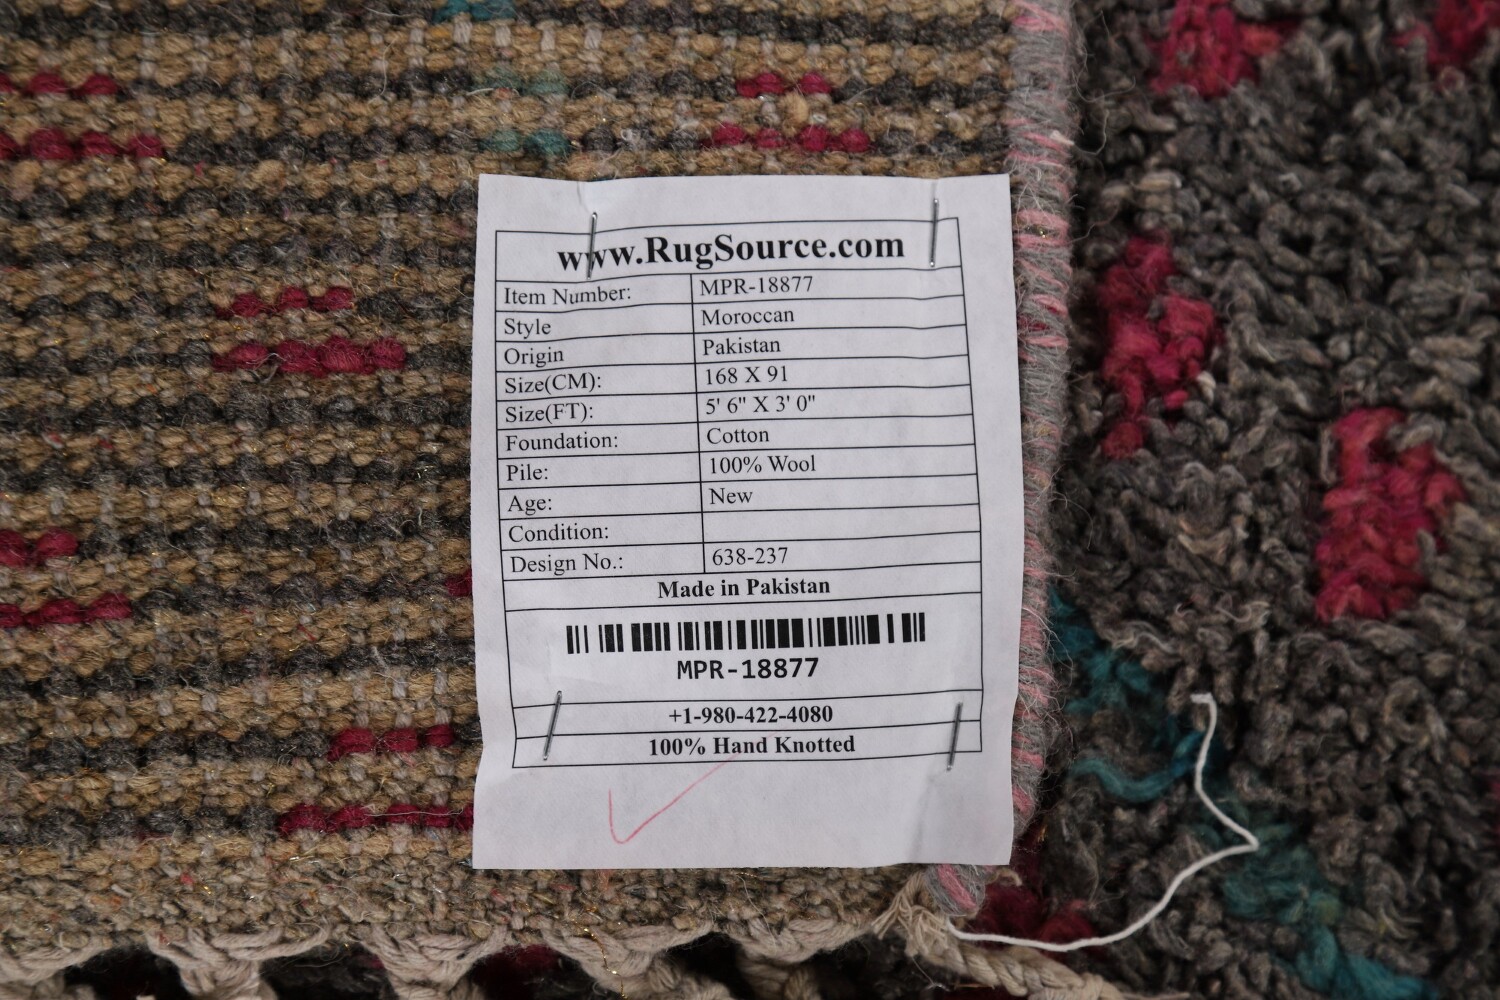 www.RugSource.com
Item Number: MPR-18877
Style Moroccan
Origin Pakistan
Size(CM): 168 X 91
Size(FT): 5' 6" X 3' 0"
Foundation: Cotton
Pile: 100% Wool
Age: New
Condition:
Design No.: 638-237
Made in Pakistan
MPR-18877
+1-980-422-4080
100% Hand Knotted